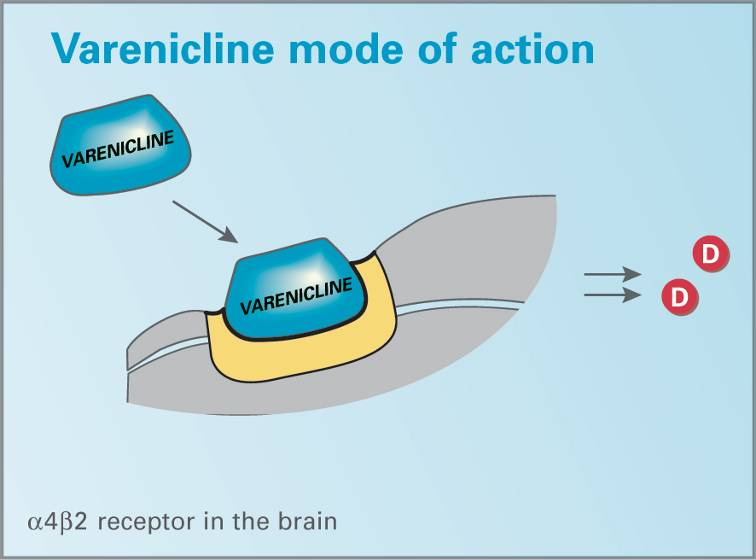 Varenicline mode of action
VARENICLINE
VARENICLINE
D
D
α4β2 receptor in the brain